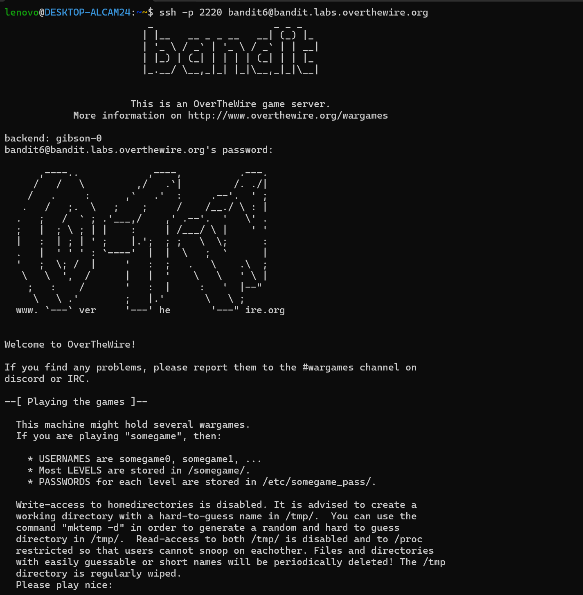 lenovo@DESKTOP-ALCAM24:~$ ssh -p 2220 bandit6@bandit.labs.overthewire.org
bandit
This is an OverTheWire game server.
More information on http://www.overthewire.org/wargames
backend: gibson-0
bandit6@bandit.labs.overthewire.org's password:
www. ver he ire.org
Welcome to OverTheWire!
If you find any problems, please report them to the #wargames channel on
discord or IRC.
--[ Playing the games ]--
This machine might hold several wargames.
If you are playing "somegame", then:
* USERNAMES are somegame0, somegame1, ...
* Most LEVELS are stored in /somegame/.
* PASSWORDS for each level are stored in /etc/somegame_pass/.
Write-access to homedirectories is disabled. It is advised to create a
working directory with a hard-to-guess name in /tmp/. You can use the
command "mktemp -d" in order to generate a random and hard to guess
directory in /tmp/. Read-access to both /tmp/ is disabled and to /proc
restricted so that users cannot snoop on eachother. Files and directories
with easily guessable or short names will be periodically deleted! The /tmp
directory is regularly wiped.
Please play nice: